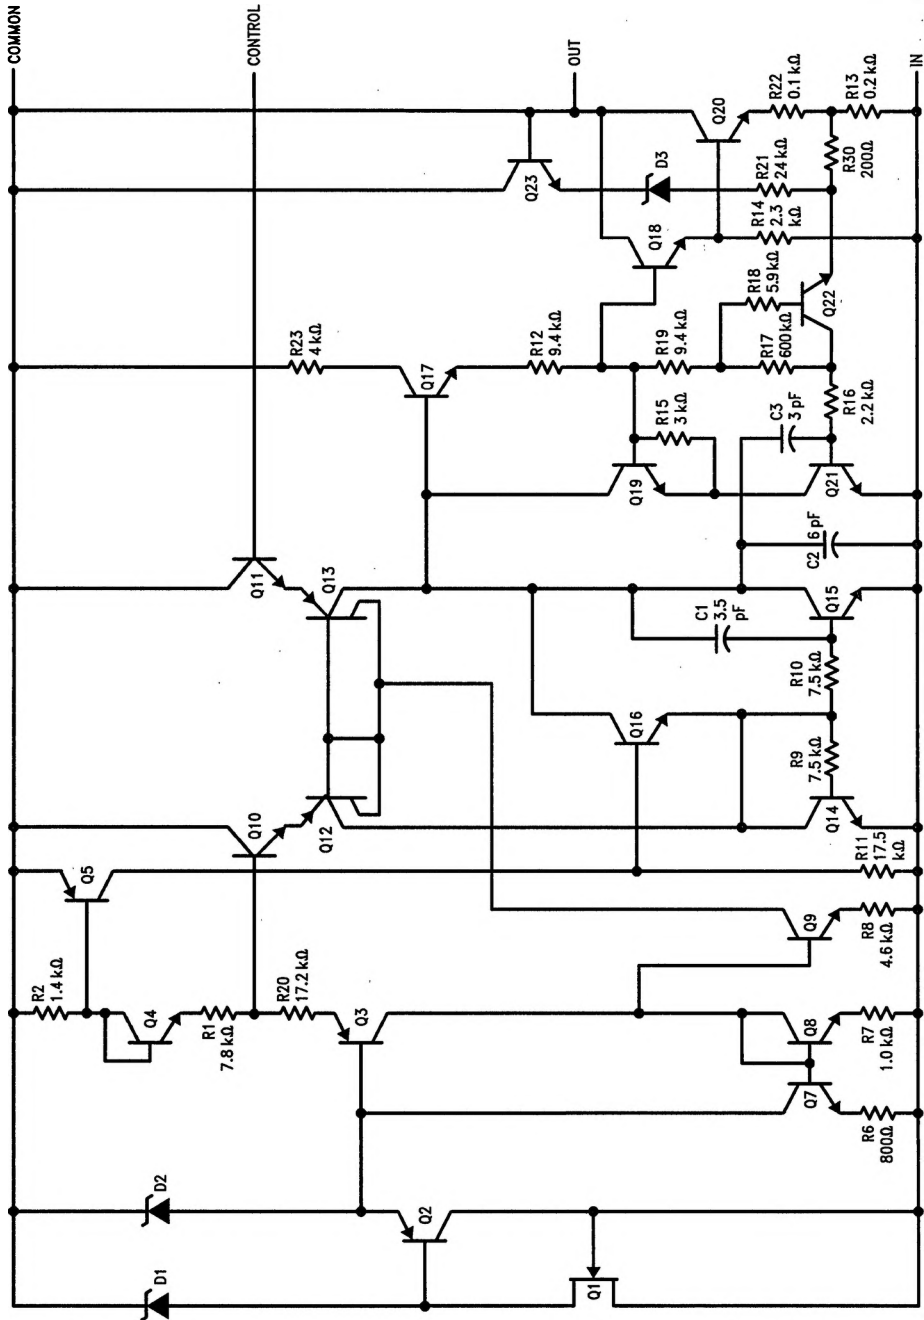 COMMON
CONTROL
OUT
IN
D1
D2
Q1
Q2
R2
1.4 kΩ
Q4
R1
7.8 kΩ
R20
17.2 kΩ
Q3
Q7
Q8
R6
800Ω
R7
1.0 kΩ
Q5
Q9
R8
4.6 kΩ
R11
17.5
kΩ
Q10
Q12
Q14
R9
7.5 kΩ
Q16
R10
7.5 kΩ
Q11
Q13
C1
3.5
pF
Q15
C2
6 pF
C3
3 pF
Q17
Q19
Q21
R23
4 kΩ
R12
9.4 kΩ
R15
3 kΩ
R19
9.4 kΩ
R17
600 kΩ
R16
2.2 kΩ
R18
5.9 kΩ
Q22
Q18
Q23
D3
R14
2.3
kΩ
R21
24 kΩ
Q20
R22
0.1 kΩ
R30
200Ω
R13
0.2 kΩ